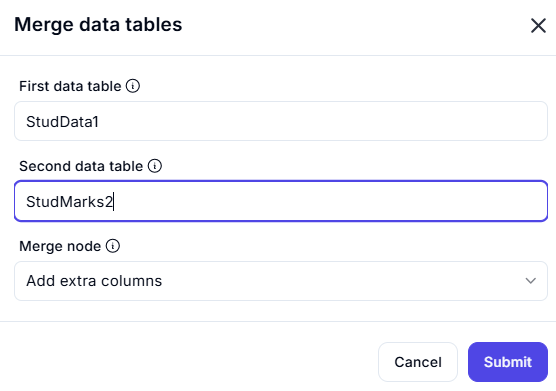 Merge data tables
First data table
StudData1
Second data table
StudMarks2
Merge node
Add extra columns
Cancel
Submit